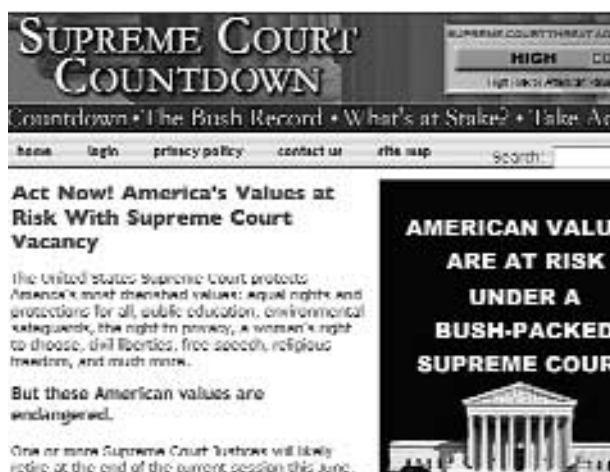 SUPREME COURT
COUNTDOWN
SUPREME COURT THREAT
HIGH
Countdown • The Bush Record • What's at Stake? • Take
home login privacy policy contact us site map Search:
Act Now! America's Values at
Risk With Supreme Court
Vacancy
The United States Supreme Court protects
America's most cherished values: equal rights and
protections for all, public education, environmental
safeguards, the right to privacy, a woman's right
to choose, civil liberties, free speech, religious
freedom, and much more.
But these American values are
endangered.
One or more Supreme Court Justices will likely
retire at the end of the current session this June.
AMERICAN VALU
ARE AT RISK
UNDER A
BUSH-PACKED
SUPREME COUR